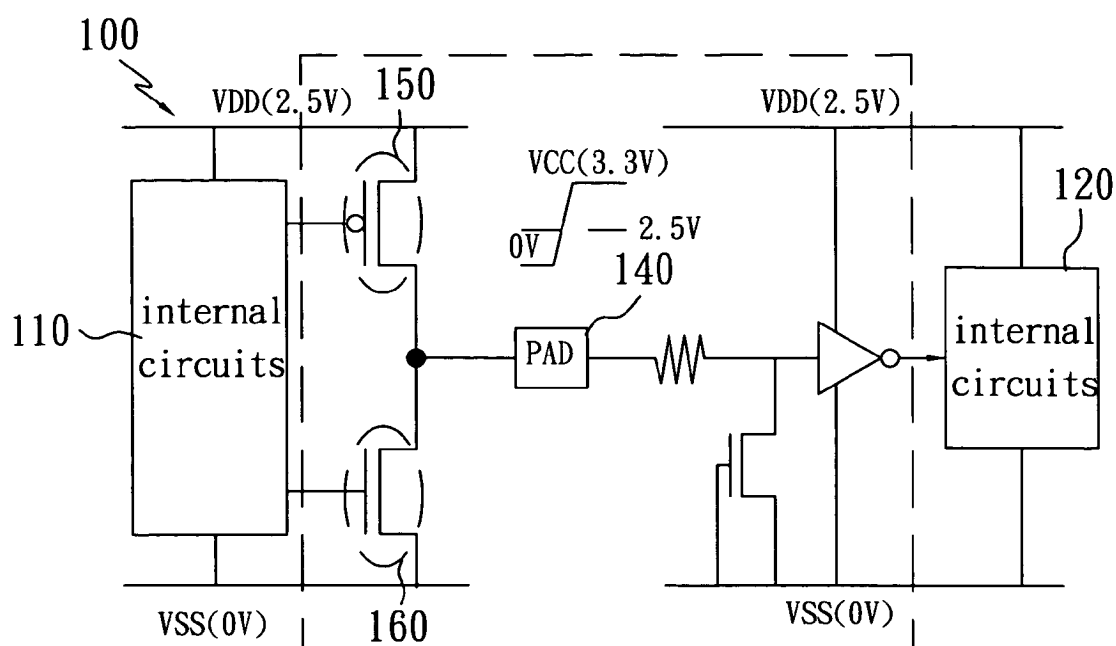 100
VDD(2.5V)
150
VDD(2.5V)
VCC(3.3V)
2.5V
0V
120
140
110
internal
circuits
PAD
internal
circuits
VSS(0V)
160
VSS(0V)